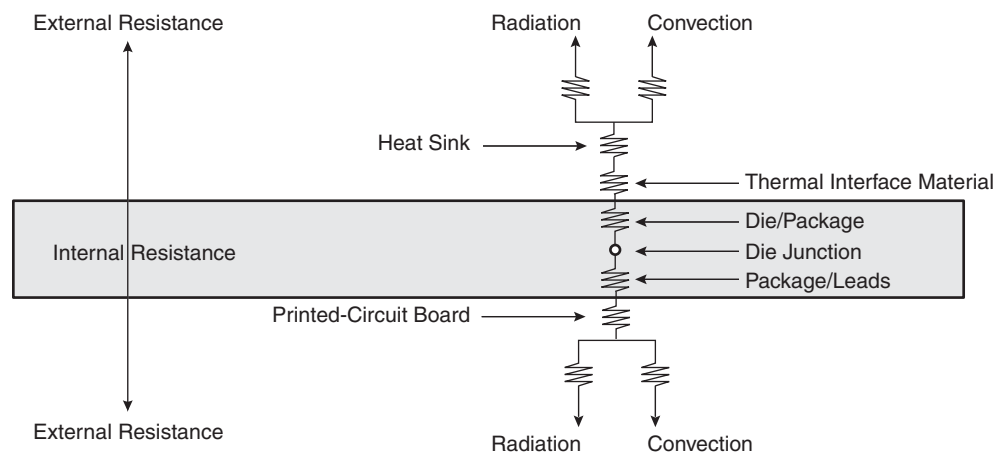 External Resistance
Radiation
Convection
Heat Sink
Thermal Interface Material
Die/Package
Internal Resistance
Die Junction
Package/Leads
Printed-Circuit Board
External Resistance
Radiation
Convection